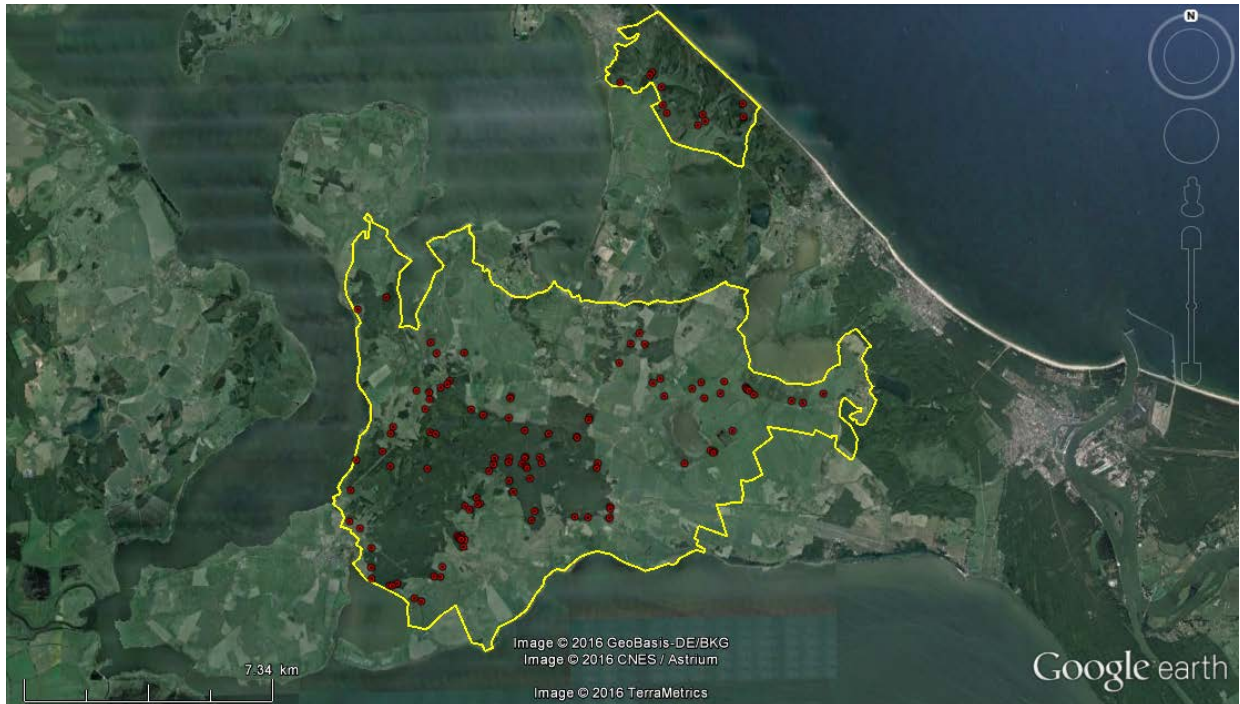 N
Image © 2016 GeoBasis-DE/BKG
Image © 2016 CNES / Astrium
7.34 km
Google earth
Image © 2016 TerraMetrics